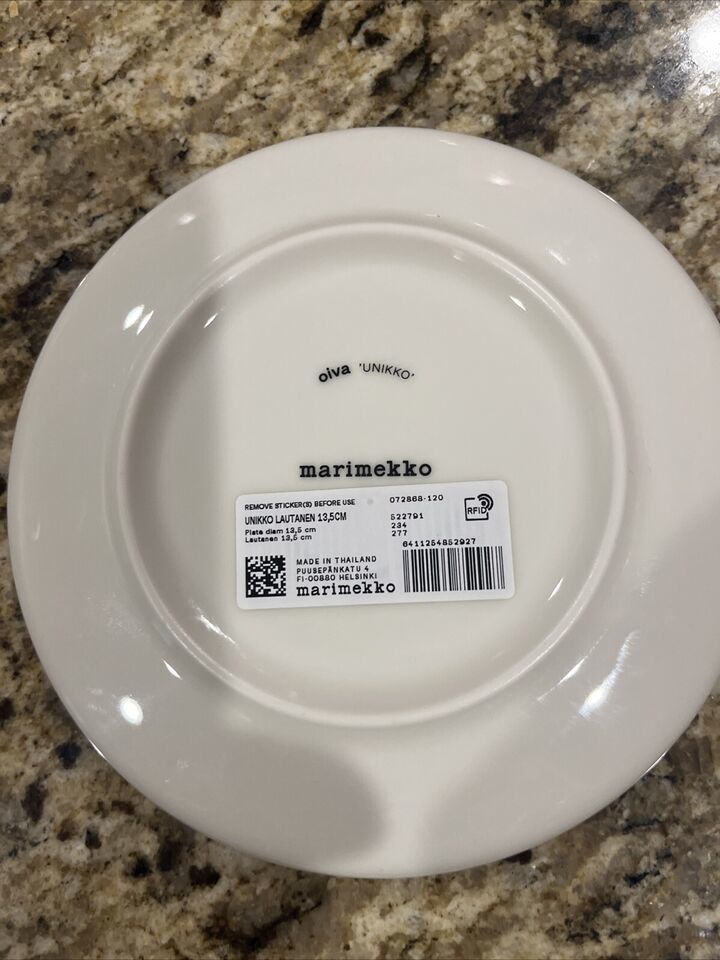 oiva 'UNIKKO'
marimekko
REMOVE STICKER(S) BEFORE USE
UNIKKO LAUTANEN 13,5CM
Plate diam 13,5 cm
Lautanen 13,5 cm
072868-120
522791
234
277
RFID
6411254852927
MADE IN THAILAND
PUUSEPÄNKATU 4
FI-00880 HELSINKI
marimekko